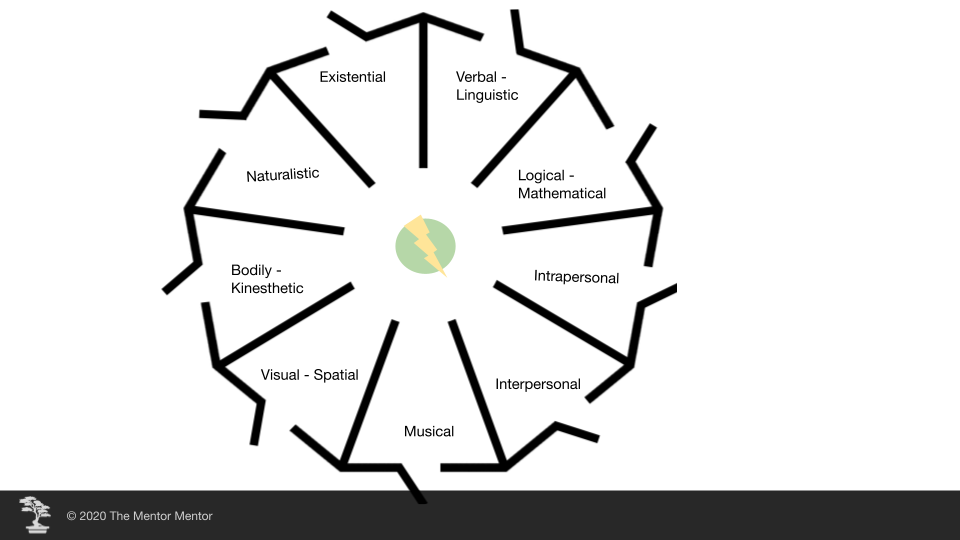 Existential
Verbal -
Linguistic
Naturalistic
Logical -
Mathematical
Bodily -
Kinesthetic
Intrapersonal
Visual - Spatial
Interpersonal
Musical
© 2020 The Mentor Mentor